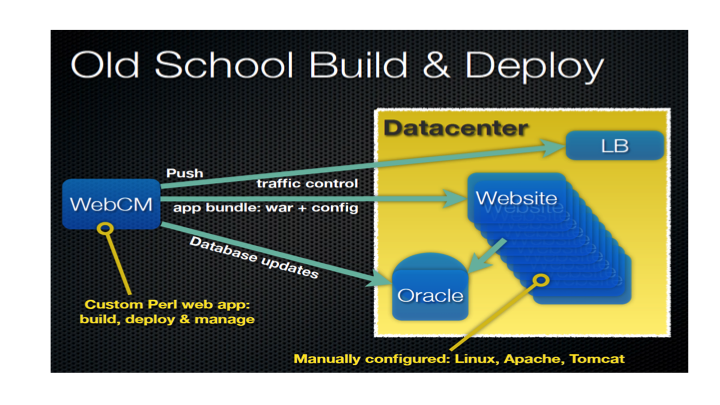 Old School Build & Deploy
Datacenter
LB
Push
traffic control
WebCM
Website
Website
app bundle: war + config
Database updates
Oracle
Custom Perl web app:
build, deploy & manage
Manually configured: Linux, Apache, Tomcat